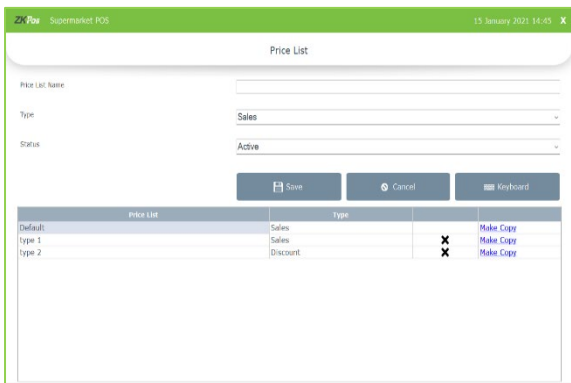 ZKPos Supermarket POS 15 January 2021 14:45 X
Price List
Price List Name
Type Sales
Status Active
Save Cancel Keyboard
Price List Type
Default Sales Make Copy
type 1 Sales Make Copy
type 2 Discount Make Copy